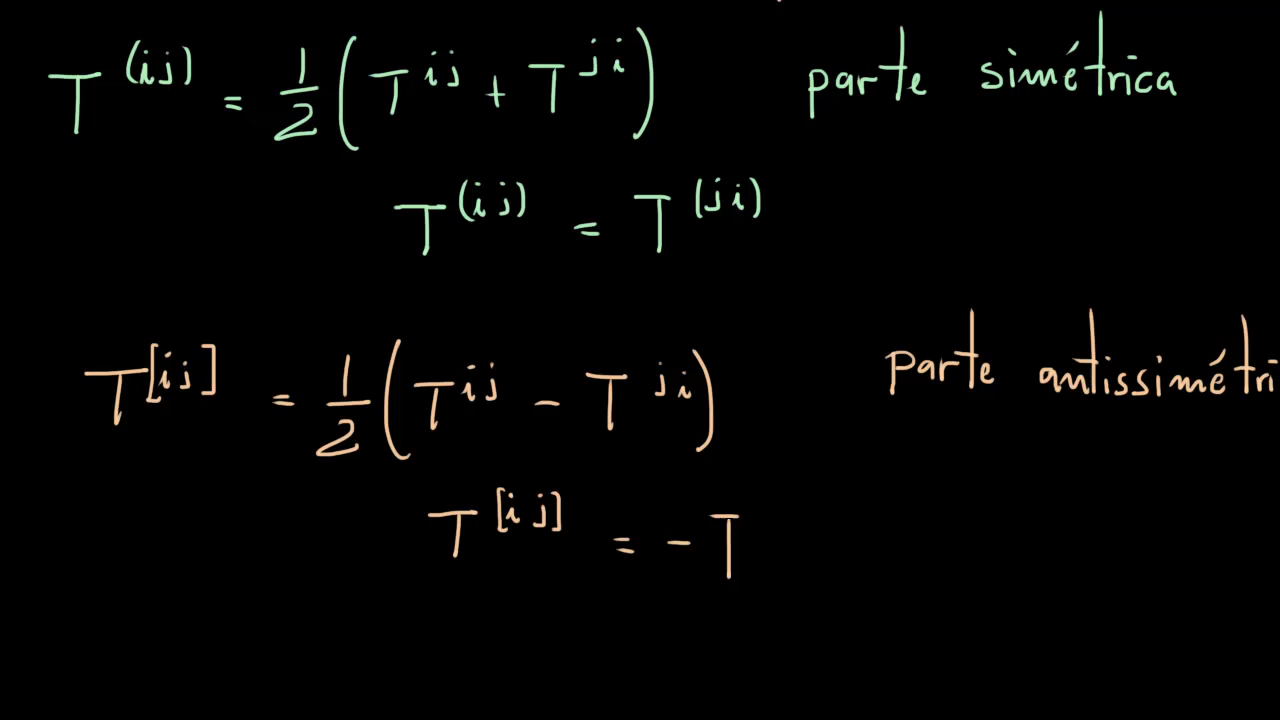 T^(ij) = 1/2 (T^ij + T^ji) parte simétrica
T^(ij) = T^(ji)
T^[ij] = 1/2 (T^ij - T^ji) parte antissimétri
T^[ij] = - T